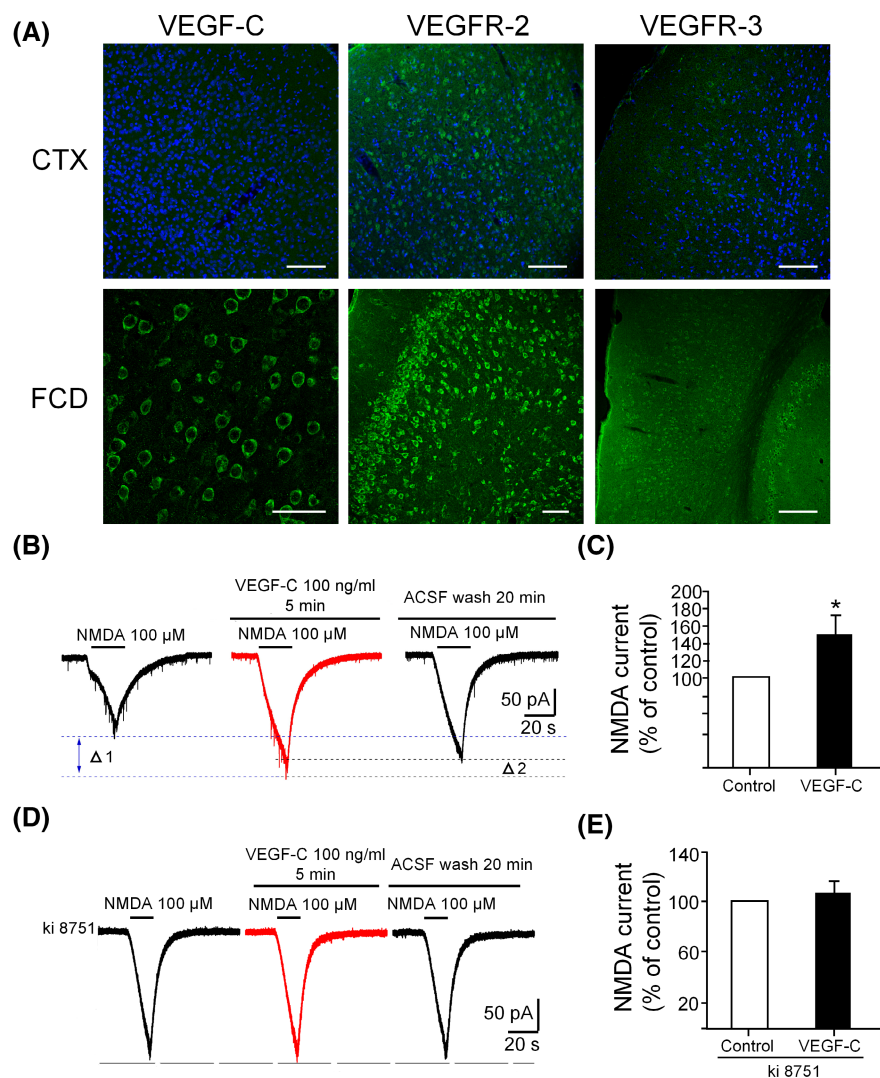 (A)
VEGF-C VEGFR-2 VEGFR-3
CTX
FCD
(B)
VEGF-C 100 ng/ml
5 min
ACSF wash 20 min
NMDA 100 µM NMDA 100 µM NMDA 100 µM
50 pA
20 s
Δ 1
Δ 2
(C)
NMDA current
(% of control)
200
180
160
140
120
100
*
Control VEGF-C
(D)
VEGF-C 100 ng/ml
5 min
ACSF wash 20 min
NMDA 100 µM NMDA 100 µM NMDA 100 µM
ki 8751
50 pA
20 s
(E)
NMDA current
(% of control)
140
100
60
20
Control VEGF-C
ki 8751